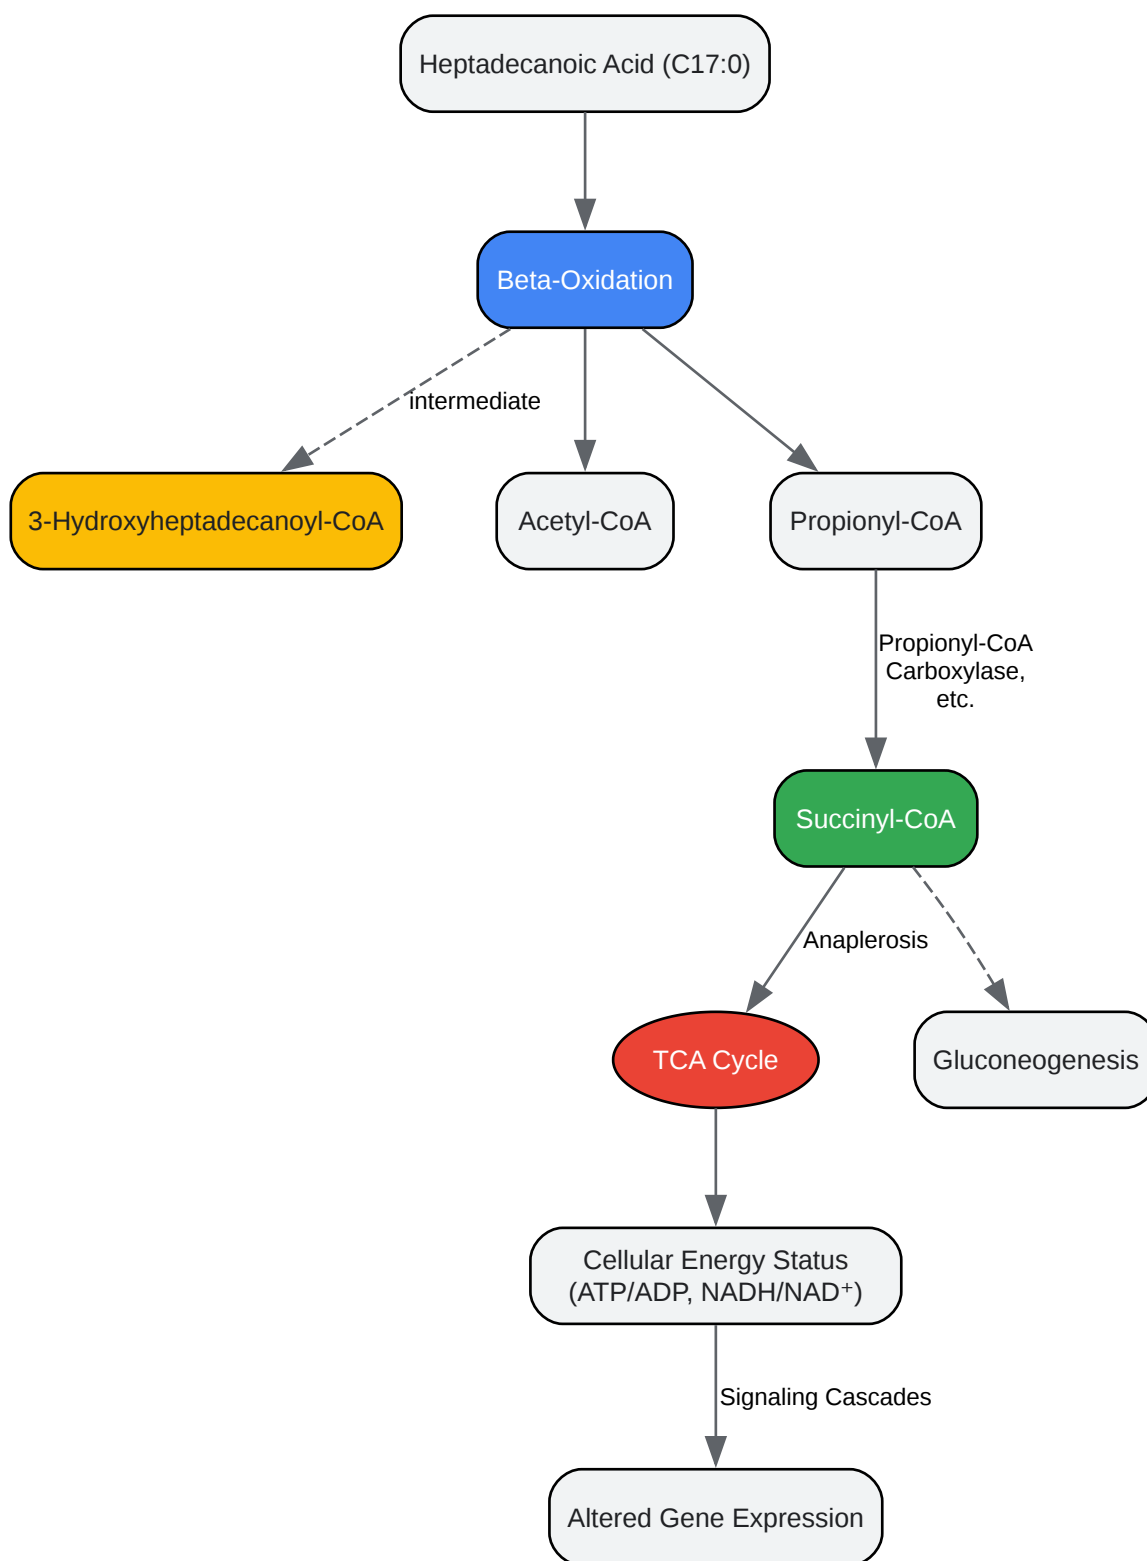 Heptadecanoic Acid (C17:0)
Beta-Oxidation
intermediate
3-Hydroxyheptadecanoyl-CoA
Acetyl-CoA
Propionyl-CoA
Propionyl-CoA
Carboxylase,
etc.
Succinyl-CoA
Anaplerosis
TCA Cycle
Gluconeogenesis
Cellular Energy Status
(ATP/ADP, NADH/NAD⁺)
Signaling Cascades
Altered Gene Expression